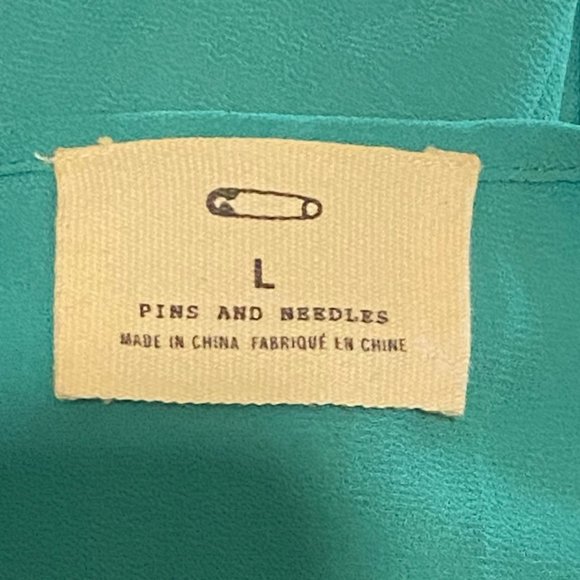 L
PINS AND NEEDLES
MADE IN CHINA FABRIQUÉ EN CHINE